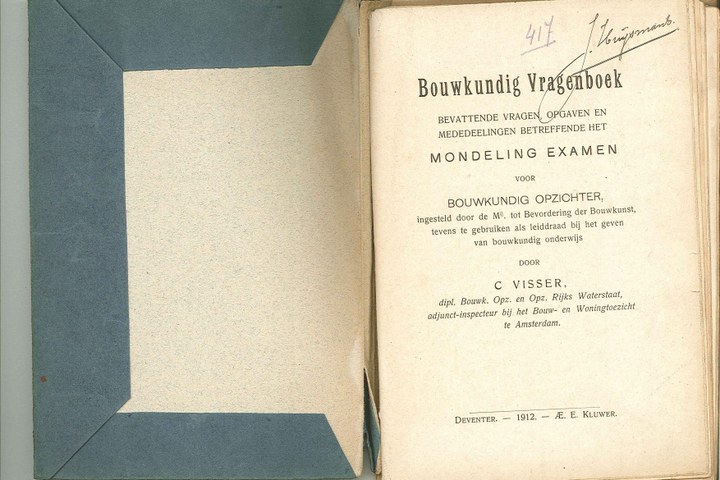 417
J. Huijsmans.
Bouwkundig Vragenboek
BEVATTENDE VRAGEN, OPGAVEN EN
MEDEDEELINGEN BETREFFENDE HET
MONDELING EXAMEN
VOOR
BOUWKUNDIG OPZICHTER,
ingesteld door de Mij. tot Bevordering der Bouwkunst,
tevens te gebruiken als leiddraad bij het geven
van bouwkundig onderwijs
DOOR
C VISSER,
dipl. Bouwk. Opz. en Opz. Rijks Waterstaat,
adjunct-inspecteur bij het Bouw- en Woningtoezicht
te Amsterdam.
DEVENTER. — 1912. — Æ. E. KLUWER.